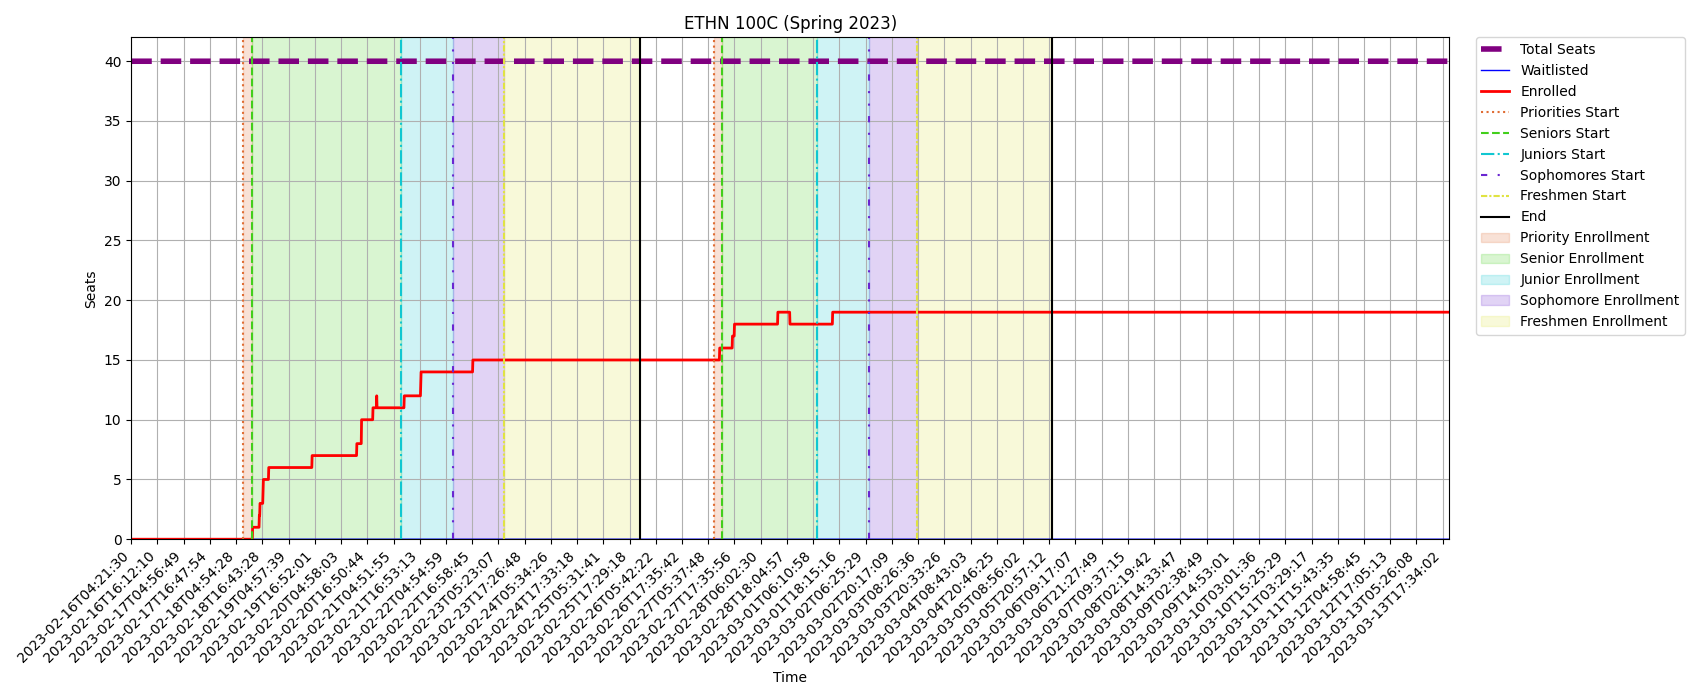 ETHN 100C (Spring 2023)
Seats
40
35
30
25
20
15
10
5
0
2023-02-16T04:21:30
2023-02-16T16:12:10
2023-02-17T04:56:49
2023-02-17T16:47:54
2023-02-18T04:54:28
2023-02-18T16:43:28
2023-02-19T04:57:39
2023-02-19T16:52:01
2023-02-20T04:58:03
2023-02-20T16:50:44
2023-02-21T04:51:55
2023-02-21T16:53:13
2023-02-22T04:54:59
2023-02-22T16:58:45
2023-02-23T05:23:07
2023-02-23T17:26:48
2023-02-24T05:34:26
2023-02-24T17:33:18
2023-02-25T05:31:41
2023-02-25T17:29:18
2023-02-26T05:42:22
2023-02-26T17:35:42
2023-02-27T05:37:48
2023-02-27T17:35:56
2023-02-28T06:02:30
2023-02-28T18:04:57
2023-03-01T06:10:58
2023-03-01T18:15:16
2023-03-02T06:25:29
2023-03-02T20:17:09
2023-03-03T08:26:36
2023-03-03T20:33:26
2023-03-04T08:43:03
2023-03-04T20:46:25
2023-03-05T08:56:02
2023-03-05T20:57:12
2023-03-06T09:17:07
2023-03-06T21:27:49
2023-03-07T09:37:15
2023-03-08T02:19:42
2023-03-08T14:33:47
2023-03-09T02:38:49
2023-03-09T14:53:01
2023-03-10T03:01:36
2023-03-10T15:25:29
2023-03-11T03:29:17
2023-03-11T15:43:35
2023-03-12T04:58:45
2023-03-12T17:05:13
2023-03-13T05:26:08
2023-03-13T17:34:02
Time
Total Seats
Waitlisted
Enrolled
Priorities Start
Seniors Start
Juniors Start
Sophomores Start
Freshmen Start
End
Priority Enrollment
Senior Enrollment
Junior Enrollment
Sophomore Enrollment
Freshmen Enrollment